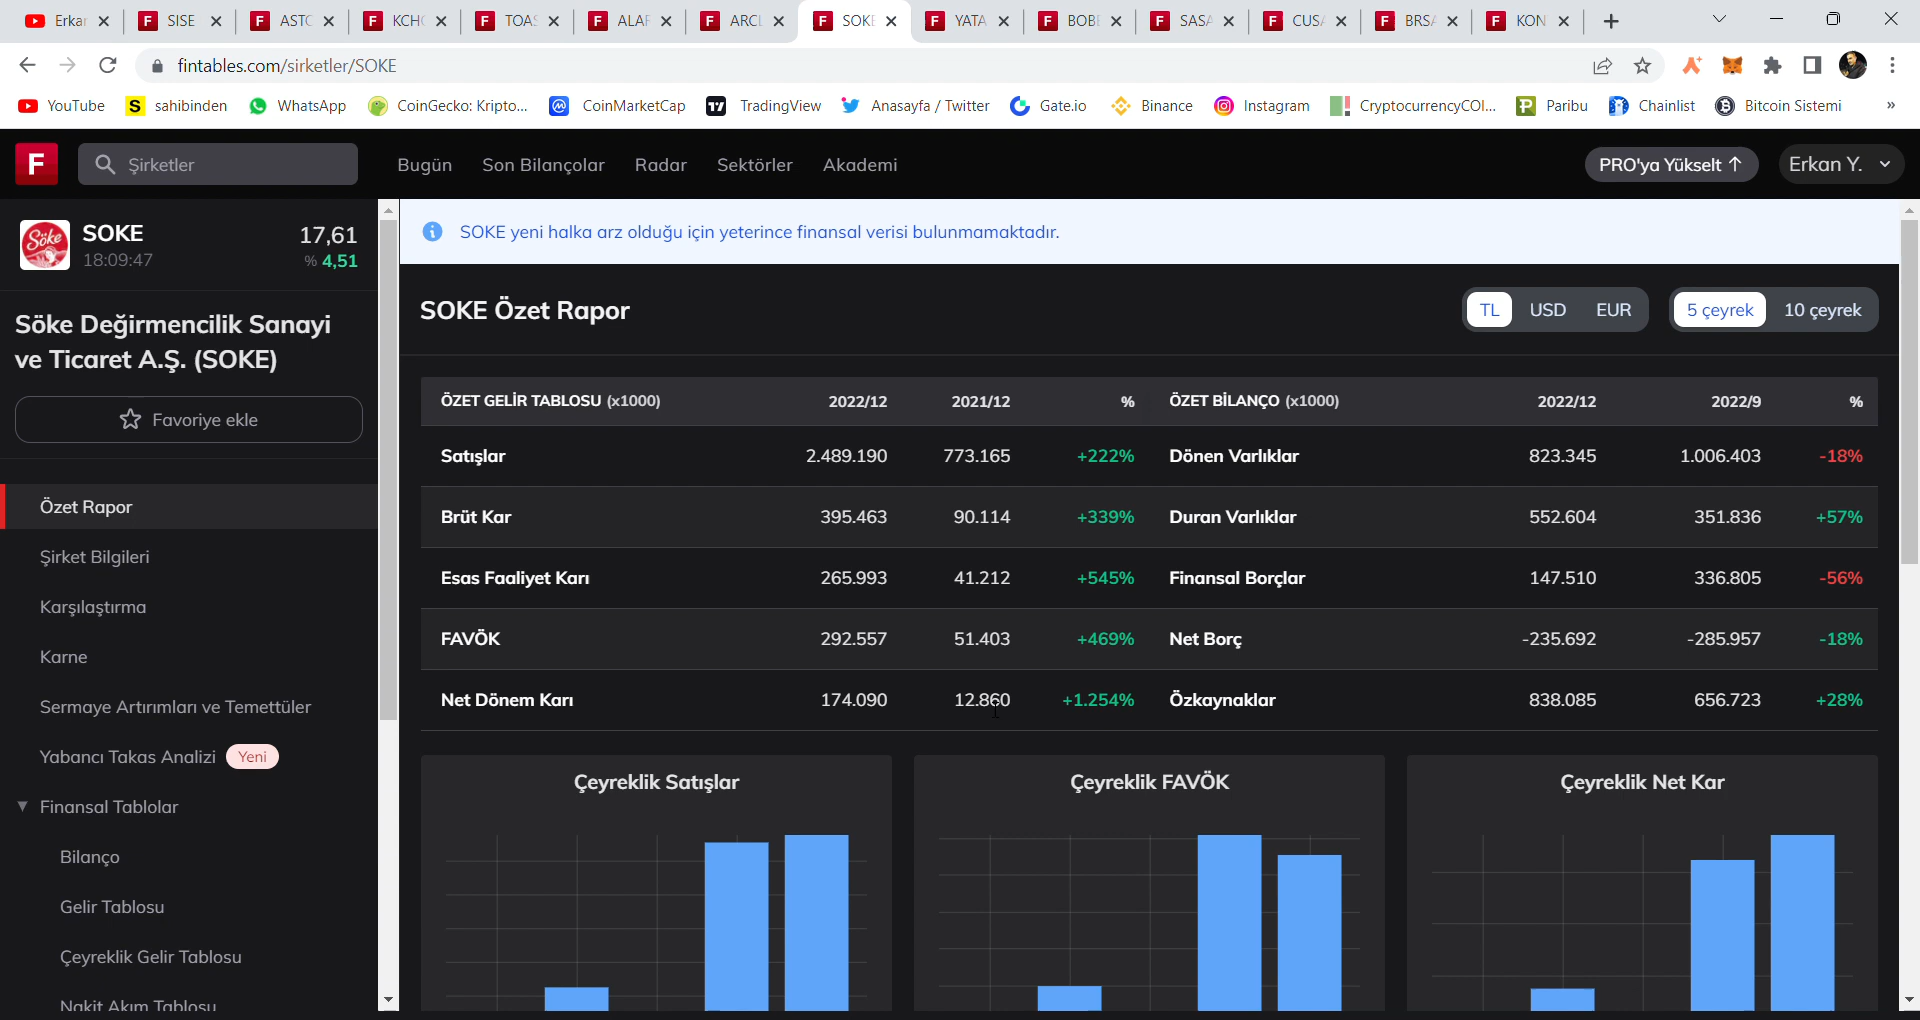 Erkan
SISE
ASTO
KCHO
TOAS
ALAR
ARCL
SOKE
YATA
BOBE
SASA
CUSA
BRSA
KON
fintables.com/sirketler/SOKE
YouTube
sahibinden
WhatsApp
CoinGecko: Kripto...
CoinMarketCap
TradingView
Anasayfa / Twitter
Gate.io
Binance
Instagram
CryptocurrencyCOI...
Paribu
Chainlist
Bitcoin Sistemi
»
F
Şirketler
Bugün
Son Bilançolar
Radar
Sektörler
Akademi
PRO'ya Yükselt ↑
Erkan Y.
Söke
SOKE 17,61
18:09:47 % 4,51
Söke Değirmencilik Sanayi
ve Ticaret A.Ş. (SOKE)
Favoriye ekle
Özet Rapor
Şirket Bilgileri
Karşılaştırma
Karne
Sermaye Artırımları ve Temettüler
Yabancı Takas Analizi Yeni
Finansal Tablolar
Bilanço
Gelir Tablosu
Çeyreklik Gelir Tablosu
Nakit Akım Tablosu
SOKE yeni halka arz olduğu için yeterince finansal verisi bulunmamaktadır.
SOKE Özet Rapor
TL USD EUR
5 çeyrek 10 çeyrek
ÖZET GELİR TABLOSU (x1000) 2022/12 2021/12 % ÖZET BİLANÇO (x1000) 2022/12 2022/9 %
Satışlar 2.489.190 773.165 +222% Dönen Varlıklar 823.345 1.006.403 -18%
Brüt Kar 395.463 90.114 +339% Duran Varlıklar 552.604 351.836 +57%
Esas Faaliyet Karı 265.993 41.212 +545% Finansal Borçlar 147.510 336.805 -56%
FAVÖK 292.557 51.403 +469% Net Borç -235.692 -285.957 -18%
Net Dönem Karı 174.090 12.860 +1.254% Özkaynaklar 838.085 656.723 +28%
Çeyreklik Satışlar
Çeyreklik FAVÖK
Çeyreklik Net Kar